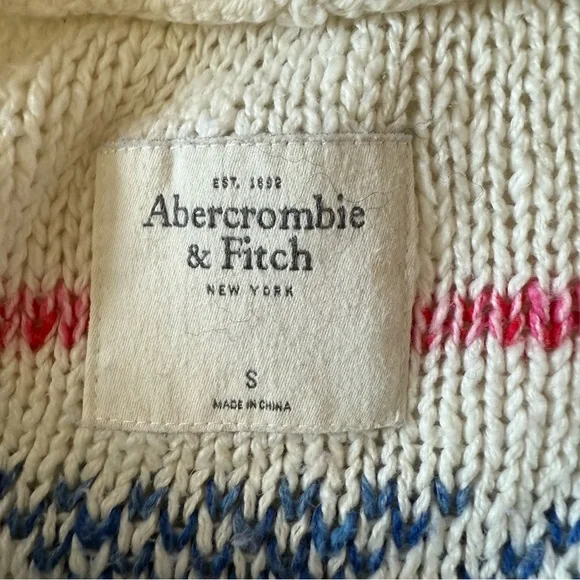 EST. 1892
Abercrombie
& Fitch
NEW YORK
S
MADE IN CHINA